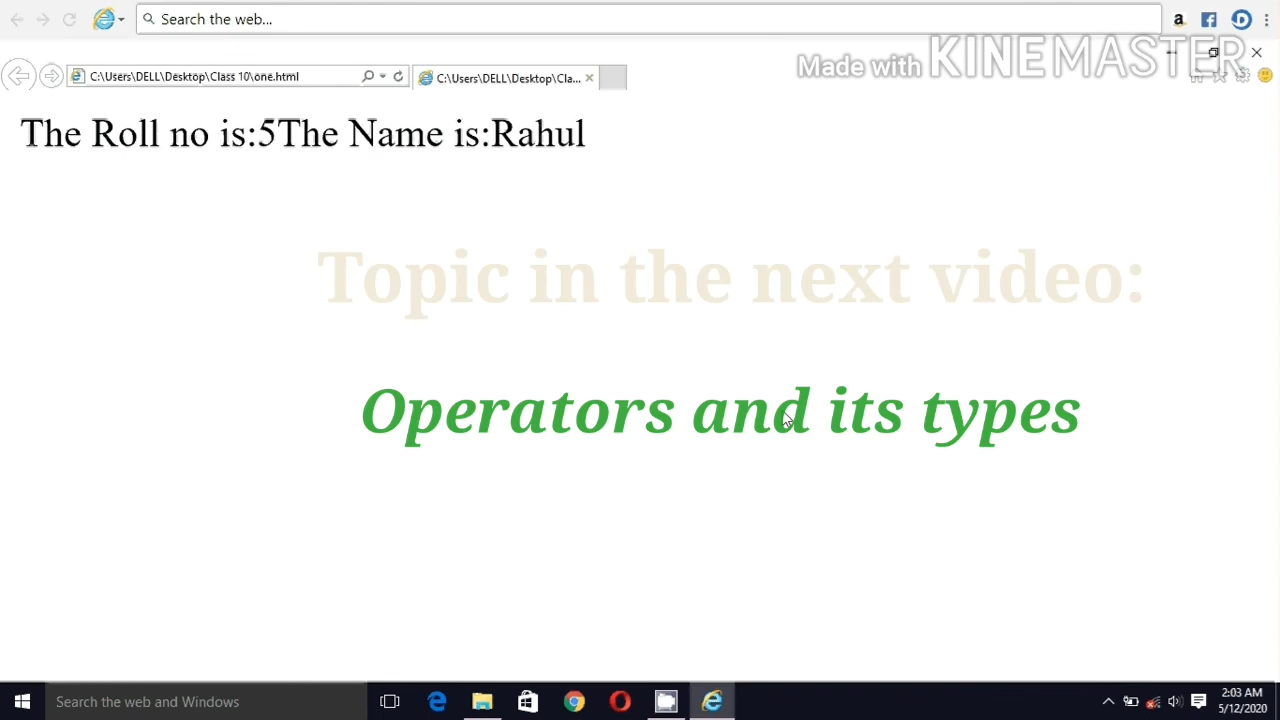 Search the web...
Made with KINEMASTER
C:\Users\DELL\Desktop\Class 10\one.html
C:\Users\DELL\Desktop\Cla...
The Roll no is:5The Name is:Rahul
Topic in the next video:
Operators and its types
Search the web and Windows
2:03 AM
5/12/2020